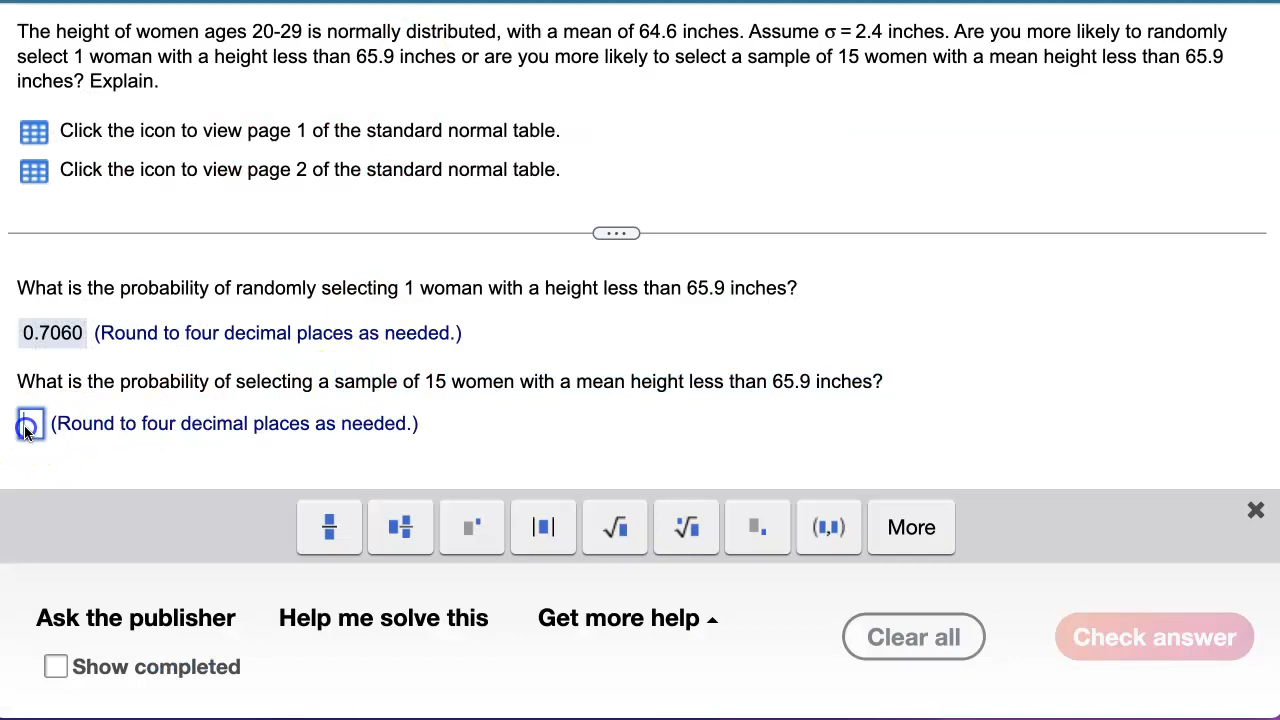 The height of women ages 20-29 is normally distributed, with a mean of 64.6 inches. Assume σ = 2.4 inches. Are you more likely to randomly
select 1 woman with a height less than 65.9 inches or are you more likely to select a sample of 15 women with a mean height less than 65.9
inches? Explain.
Click the icon to view page 1 of the standard normal table.
Click the icon to view page 2 of the standard normal table.
What is the probability of randomly selecting 1 woman with a height less than 65.9 inches?
0.7060 (Round to four decimal places as needed.)
What is the probability of selecting a sample of 15 women with a mean height less than 65.9 inches?
(Round to four decimal places as needed.)
More
Ask the publisher Help me solve this Get more help
Clear all Check answer
Show completed